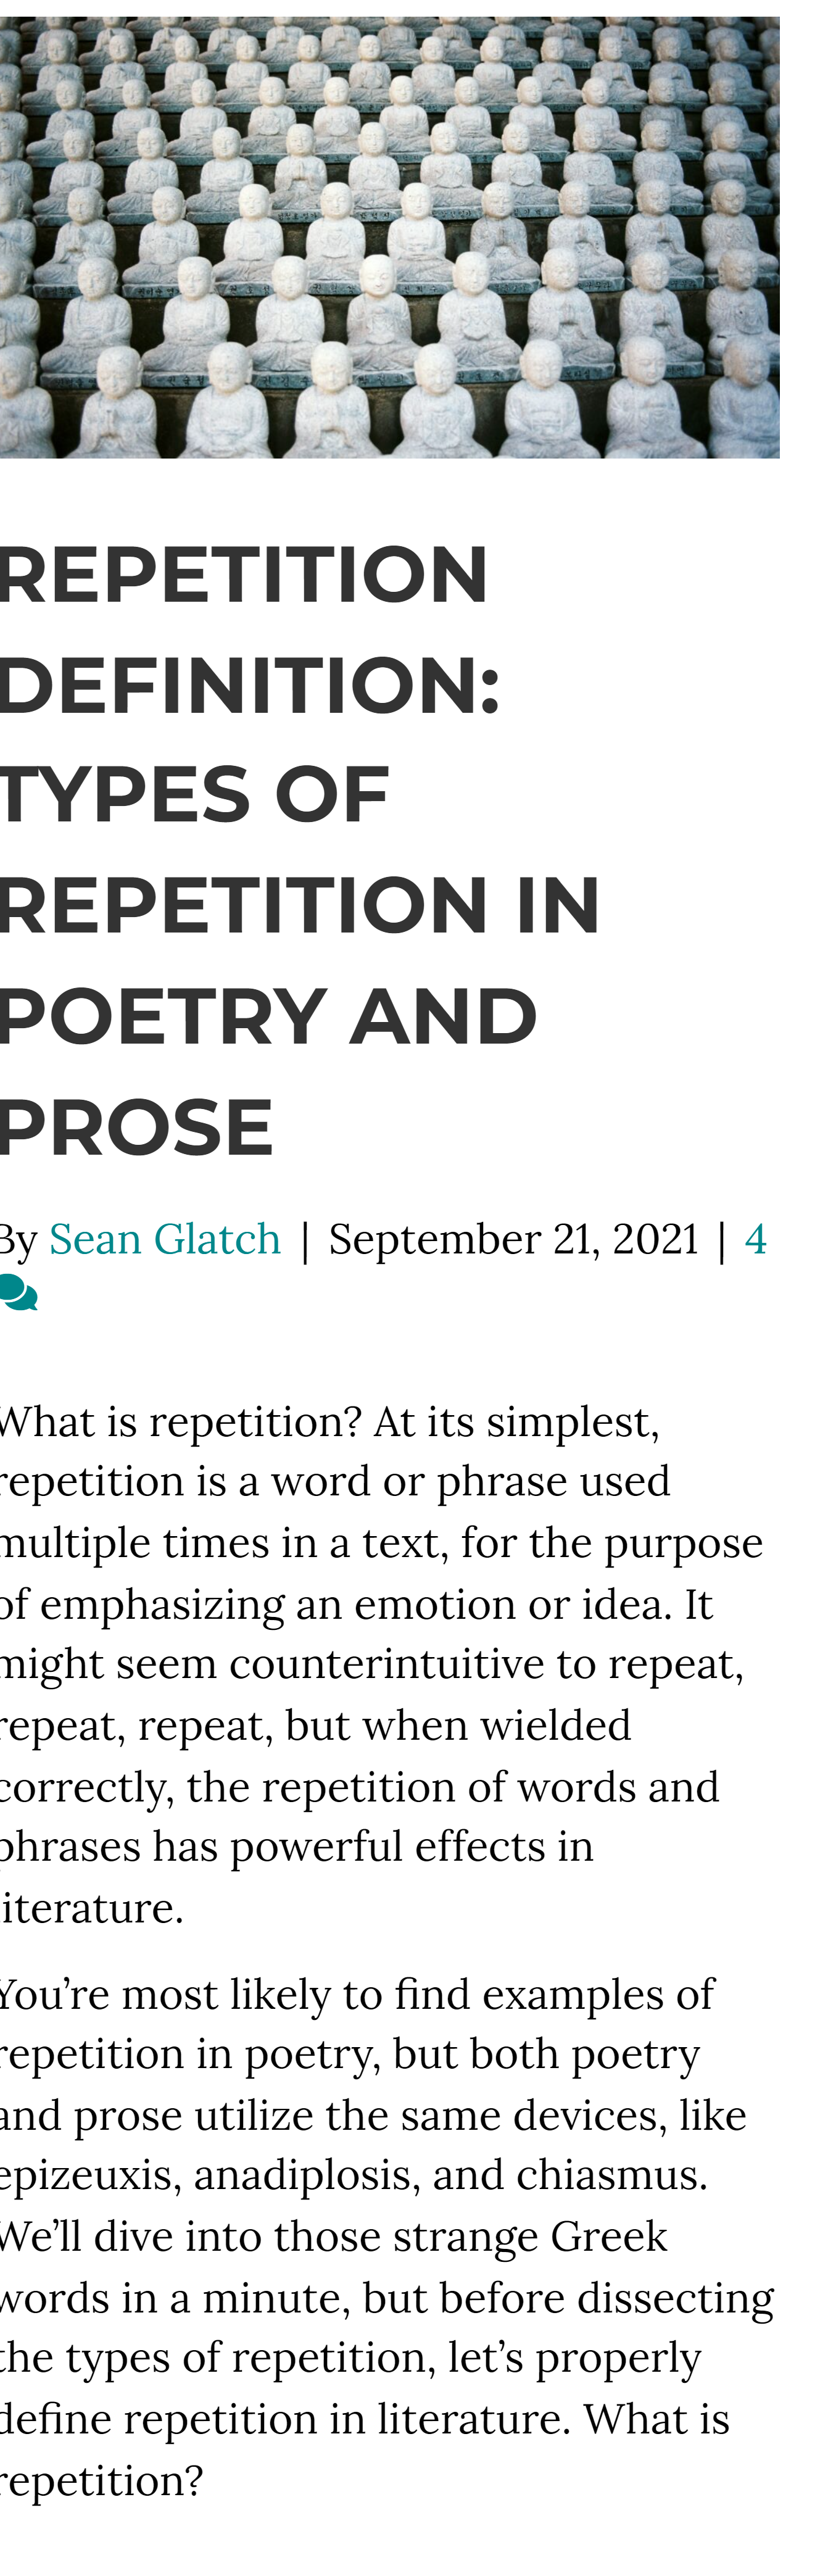 REPETITION
DEFINITION:
TYPES OF
REPETITION IN
POETRY AND
PROSE
By Sean Glatch | September 21, 2021 | 4
What is repetition? At its simplest,
repetition is a word or phrase used
multiple times in a text, for the purpose
of emphasizing an emotion or idea. It
might seem counterintuitive to repeat,
repeat, repeat, but when wielded
correctly, the repetition of words and
phrases has powerful effects in
literature.
You’re most likely to find examples of
repetition in poetry, but both poetry
and prose utilize the same devices, like
epizeuxis, anadiplosis, and chiasmus.
We’ll dive into those strange Greek
words in a minute, but before dissecting
the types of repetition, let’s properly
define repetition in literature. What is
repetition?